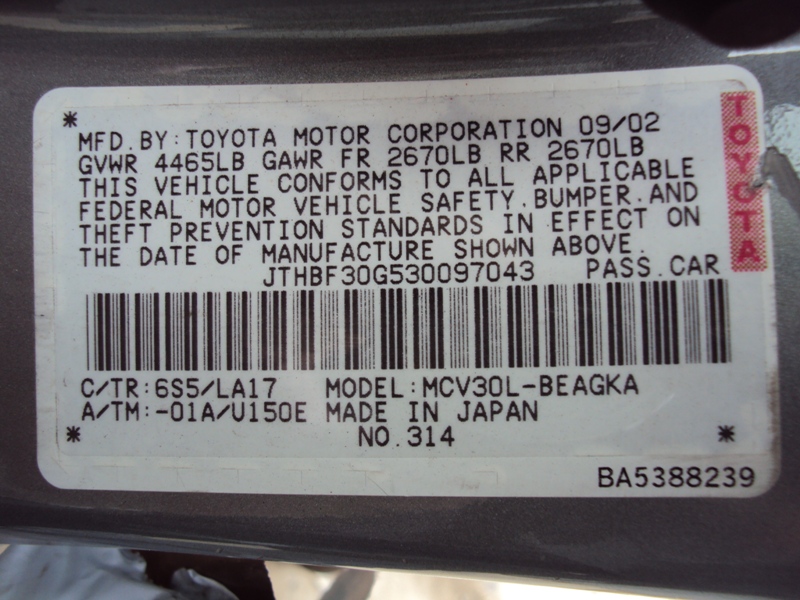 *
MFD. BY: TOYOTA MOTOR CORPORATION 09/02
GVWR 4465LB GAWR FR 2670LB RR 2670LB
THIS VEHICLE CONFORMS TO ALL APPLICABLE
FEDERAL MOTOR VEHICLE SAFETY, BUMPER, AND
THEFT PREVENTION STANDARDS IN EFFECT ON
THE DATE OF MANUFACTURE SHOWN ABOVE.
JTHBF30G530097043 PASS. CAR
TOYOTA
C/TR: 6S5/LA17 MODEL: MCV30L-BEAGKA
A/TM: -01A/U150E MADE IN JAPAN
* NO. 314 *
BA5388239